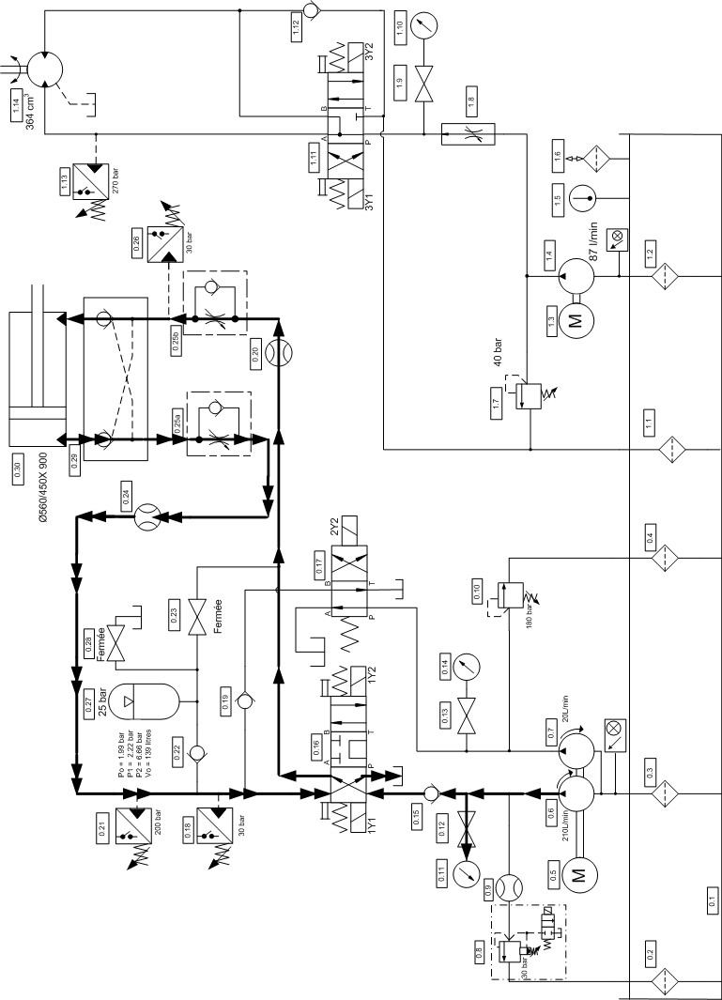 1.12
1.10
3Y2
1.14
364 cm³
1.9
1.8
B
T
A
P
1.11
1.13
270 bar
3Y1
1.6
1.5
0.26
30 bar
87 l/min
1.4
1.2
M
1.3
0.25b
0.20
40 bar
1.7
0.25a
1.1
0.30
0.29
Ø560/450X 900
0.24
2Y2
0.17
B
T
A
P
0.4
0.10
180 bar
0.23
Fermée
0.28
Fermée
0.27
25 bar
0.19
0.14
0.13
1Y2
0.16
B
T
A
P
0.7
20L/min
Po = 1.99 bar
P1 = 2.22 bar
P2 = 6.66 bar
Vo = 139 litres
0.22
0.21
200 bar
0.18
30 bar
1Y1
0.15
0.12
0.11
0.6
210L/min
0.3
M
0.5
0.9
0.8
30 bar
0.2
0.1